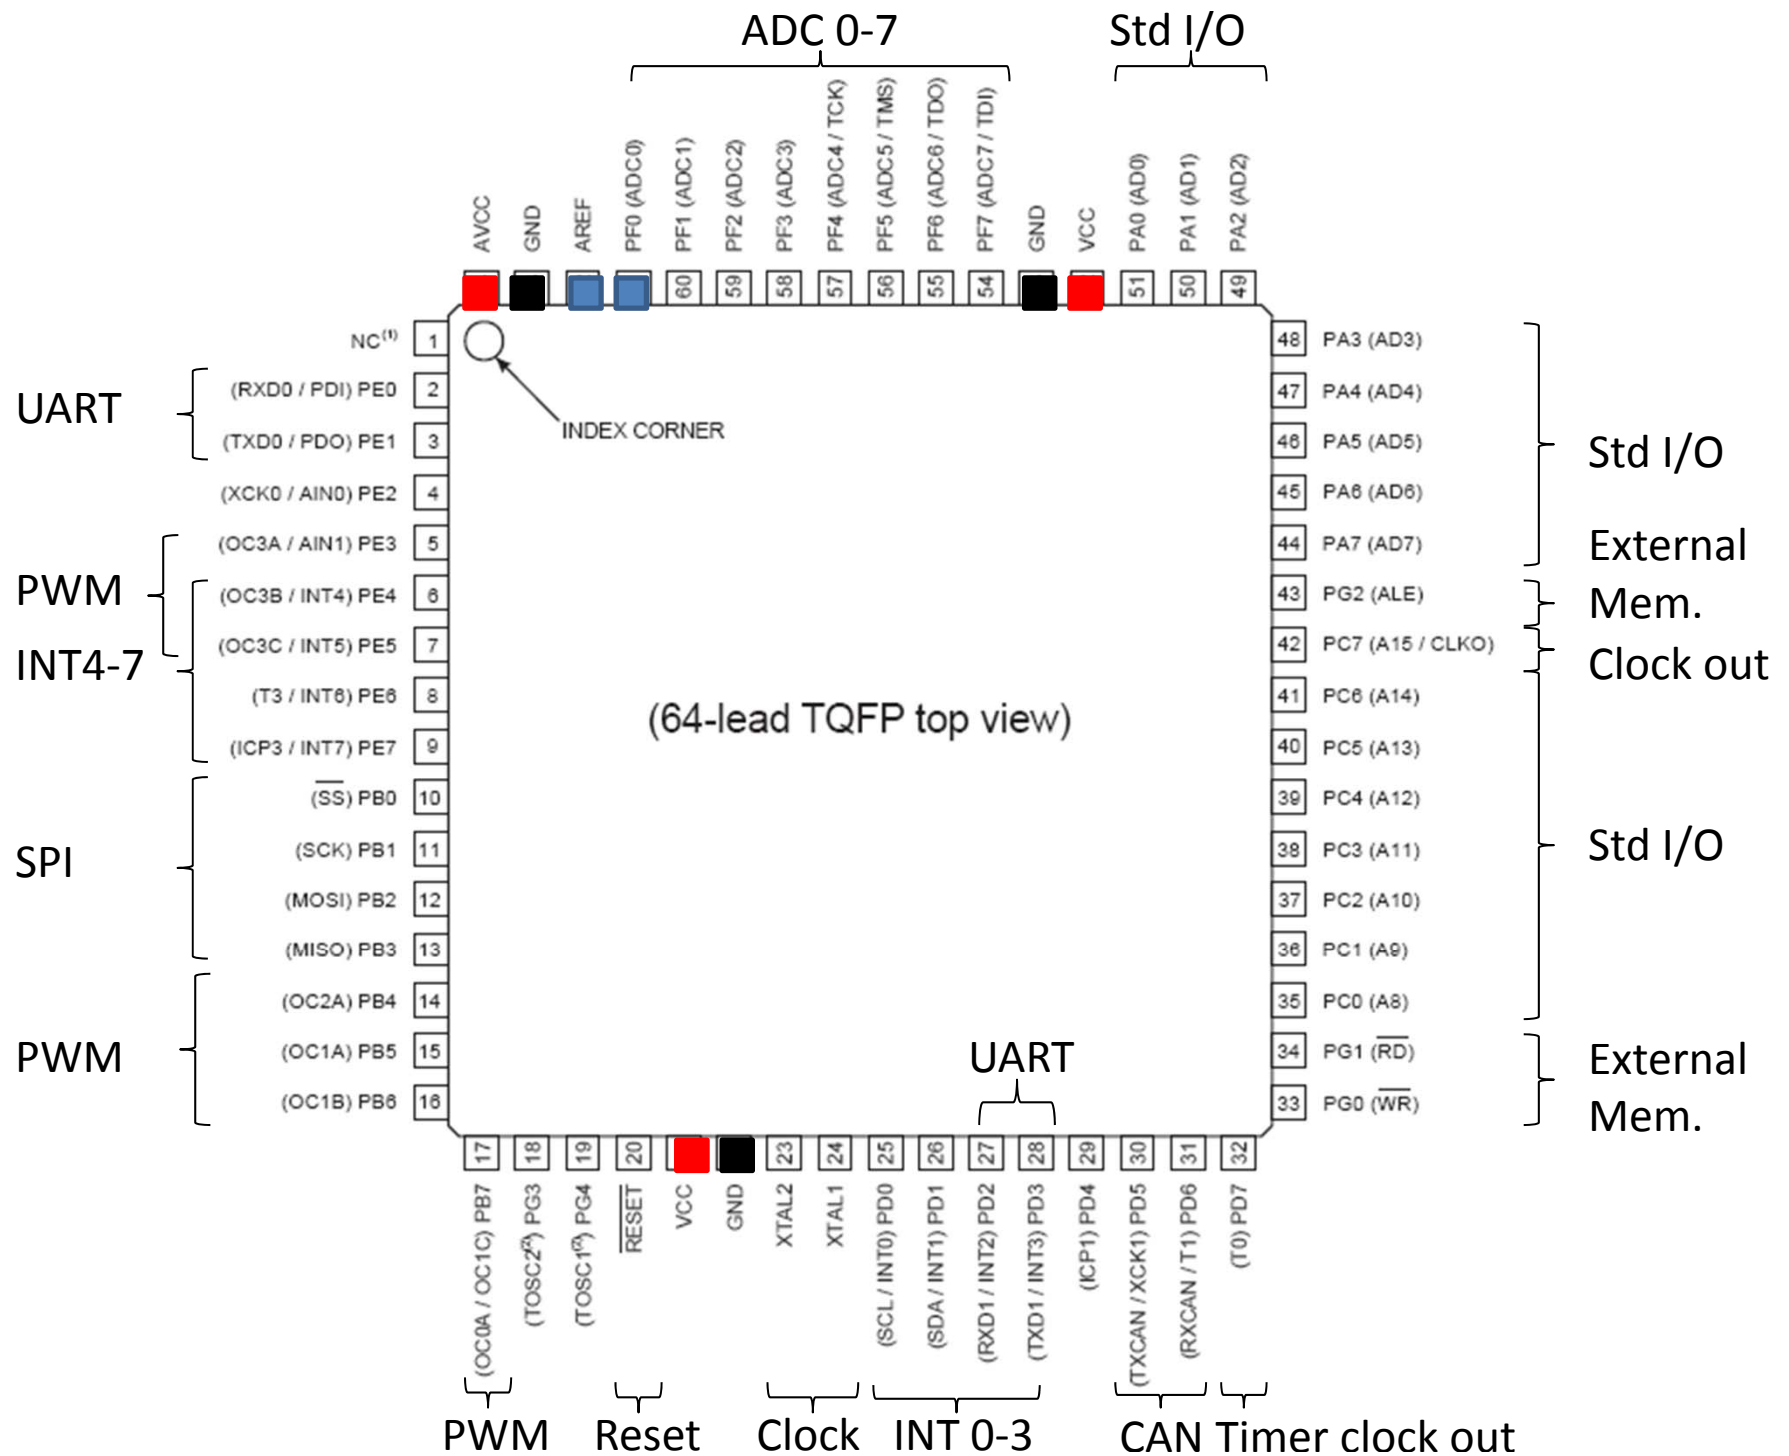 ADC 0-7
Std I/O
AVCC
GND
AREF
PF0 (ADC0)
PF1 (ADC1)
PF2 (ADC2)
PF3 (ADC3)
PF4 (ADC4 / TCK)
PF5 (ADC5 / TMS)
PF6 (ADC6 / TDO)
PF7 (ADC7 / TDI)
GND
VCC
PA0 (AD0)
PA1 (AD1)
PA2 (AD2)
60
59
58
57
56
55
54
51
50
49
NC(1) 1
UART
(RXD0 / PDI) PE0 2
(TXD0 / PDO) PE1 3
(XCK0 / AIN0) PE2 4
PWM
(OC3A / AIN1) PE3 5
(OC3B / INT4) PE4 6
INT4-7
(OC3C / INT5) PE5 7
(T3 / INT6) PE6 8
(ICP3 / INT7) PE7 9
SPI
(SS) PB0 10
(SCK) PB1 11
(MOSI) PB2 12
(MISO) PB3 13
PWM
(OC2A) PB4 14
(OC1A) PB5 15
(OC1B) PB6 16
INDEX CORNER
(64-lead TQFP top view)
48 PA3 (AD3)
47 PA4 (AD4)
46 PA5 (AD5)
45 PA6 (AD6)
44 PA7 (AD7)
Std I/O
43 PG2 (ALE)
External
Mem.
42 PC7 (A15 / CLKO)
Clock out
41 PC6 (A14)
40 PC5 (A13)
39 PC4 (A12)
38 PC3 (A11)
37 PC2 (A10)
36 PC1 (A9)
35 PC0 (A8)
Std I/O
34 PG1 (RD)
33 PG0 (WR)
External
Mem.
UART
17
18
19
20
23
24
25
26
27
28
29
30
31
32
(OC0A / OC1C) PB7
(TOSC2(2)) PG3
(TOSC1(2)) PG4
RESET
VCC
GND
XTAL2
XTAL1
(SCL / INT0) PD0
(SDA / INT1) PD1
(RXD1 / INT2) PD2
(TXD1 / INT3) PD3
(ICP1) PD4
(TXCAN / XCK1) PD5
(RXCAN / T1) PD6
(T0) PD7
PWM
Reset
Clock
INT 0-3
CAN
Timer clock out